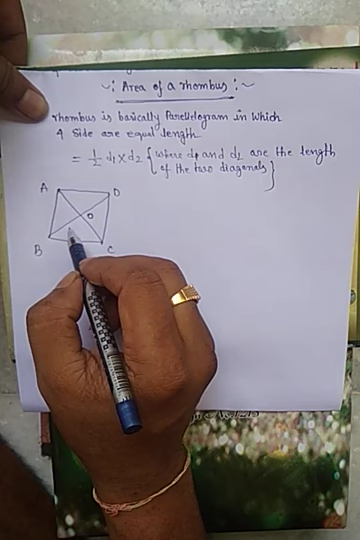 ~: Area of a rhombus :~
rhombus is basically Parellelogram in which
4 Side are equal length
= 1/2 d1 x d2 { where d1 and d2 are the length
of the two diagonals }
A D
O
B C